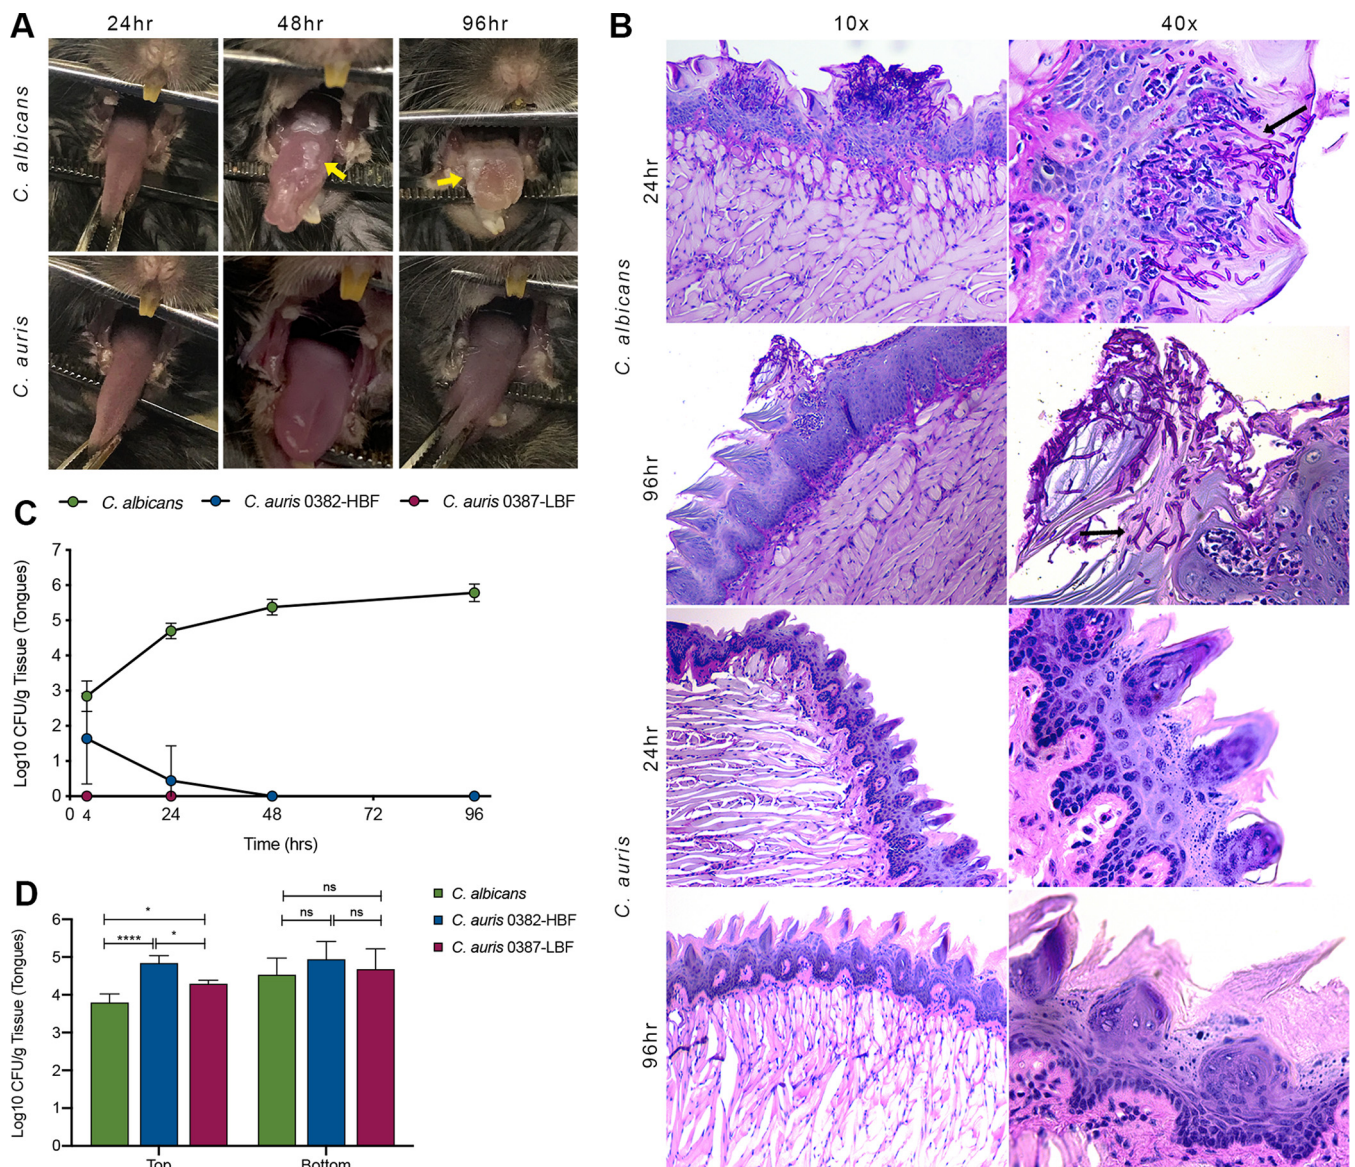 A
24hr
48hr
96hr
C. albicans
C. auris
B
10x
40x
24hr
96hr
C. albicans
24hr
96hr
C. auris
C
C. albicans
C. auris 0382-HBF
C. auris 0387-LBF
Log10 CFU/g Tissue (Tongues)
7
6
5
4
3
2
1
0
0 4 24 48 72 96
Time (hrs)
D
C. albicans
C. auris 0382-HBF
C. auris 0387-LBF
Log10 CFU/g Tissue (Tongues)
6
5
4
3
2
1
0
*
**** *
ns
ns ns
Top Bottom